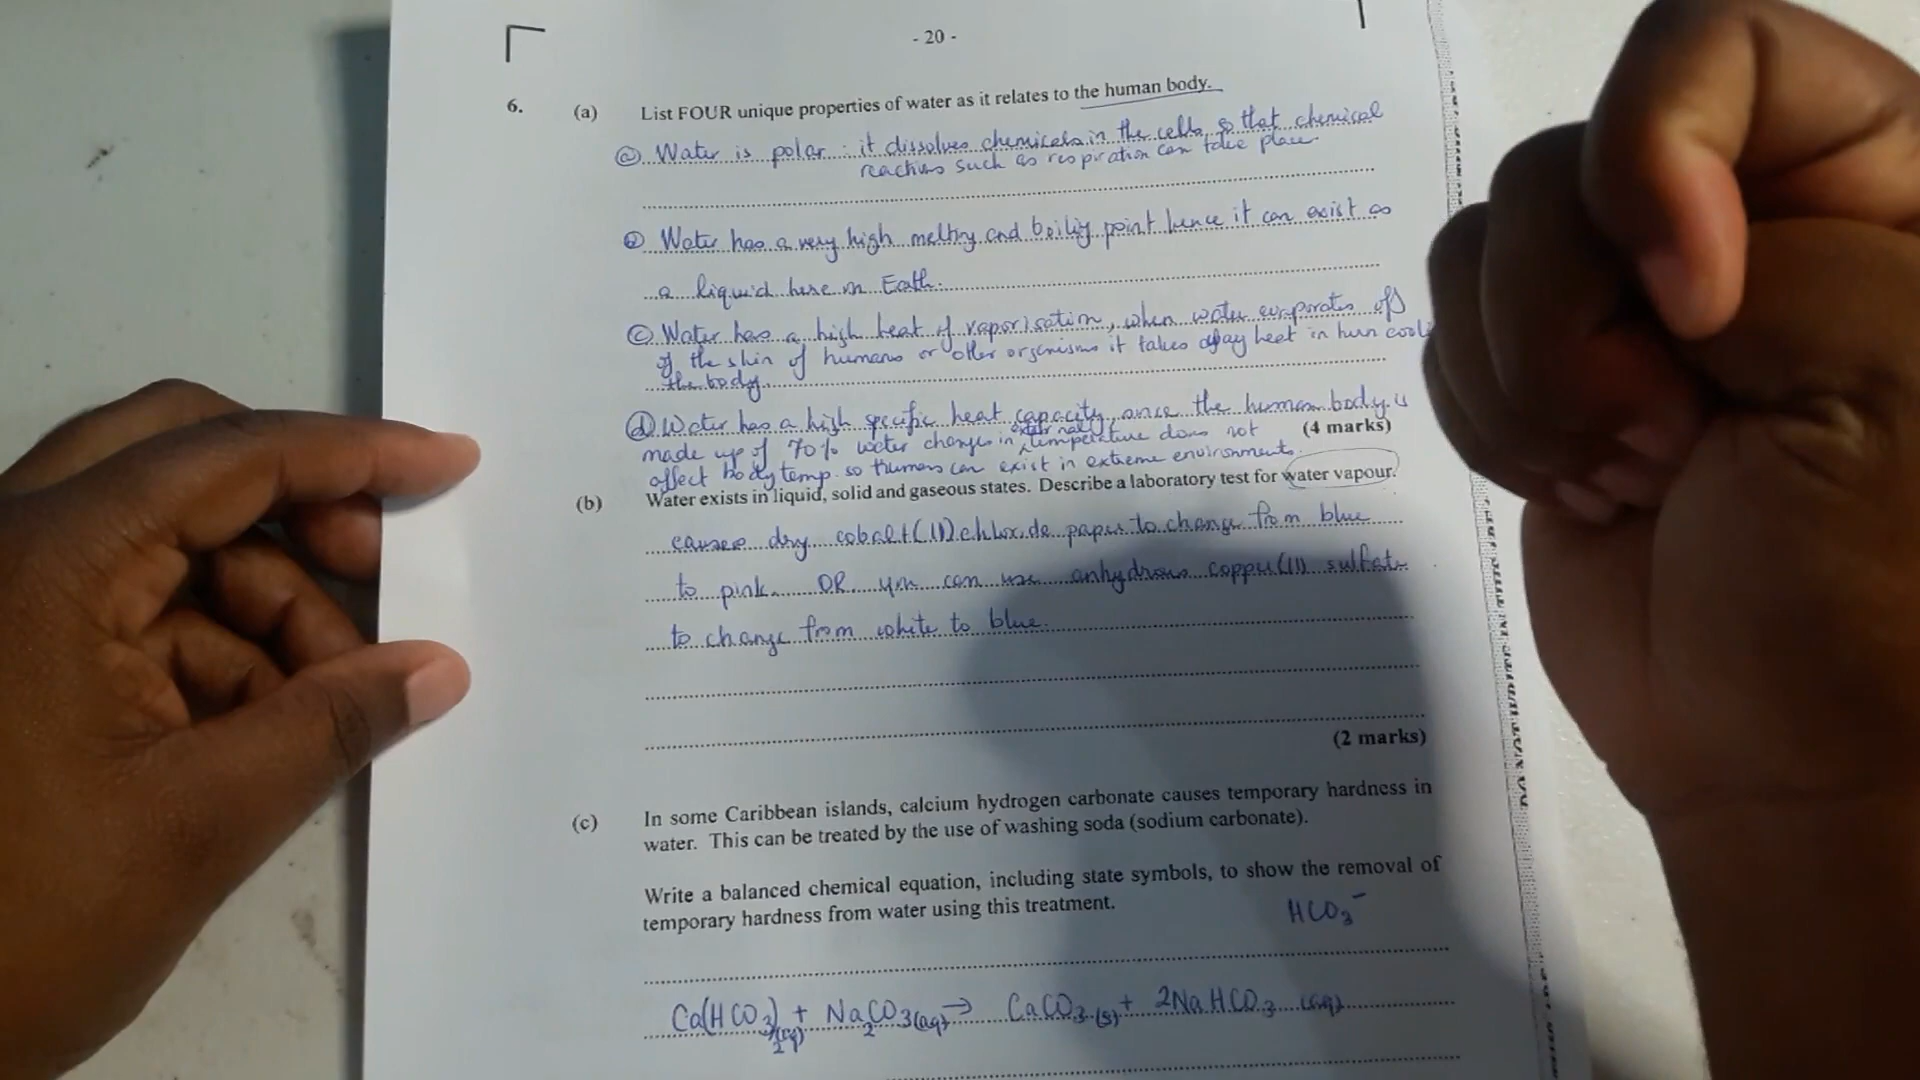 - 20 -
6. (a) List FOUR unique properties of water as it relates to the human body.
ⓐ Water is polar : it dissolves chemicals in the cells, so that chemical
reactions such as respiration can take place.
ⓑ Water has a very high melting and boiling point hence it can exist as
a liquid here on Earth.
ⓒ Water has a high heat of vaporisation, when water evaporates off
of the skin of humans or other organisms it takes away heat in turn
the body.
ⓓ Water has a high specific heat capacity, since the human body is
(4 marks)
made up of 70% water changes in external temperature does not
affect body temp. so humans can exist in extreme environments.
(b) Water exists in liquid, solid and gaseous states. Describe a laboratory test for water vapour.
causes dry cobalt(II)chloride paper to change from blue
to pink. OR you can use anhydrous copper(II) sulfate
to change from white to blue.
(2 marks)
(c) In some Caribbean islands, calcium hydrogen carbonate causes temporary hardness in
water. This can be treated by the use of washing soda (sodium carbonate).
Write a balanced chemical equation, including state symbols, to show the removal of
temporary hardness from water using this treatment.
HCO₃⁻
Ca(HCO₃)₂(aq) + Na₂CO₃(aq) → CaCO₃(s) + 2NaHCO₃(aq)